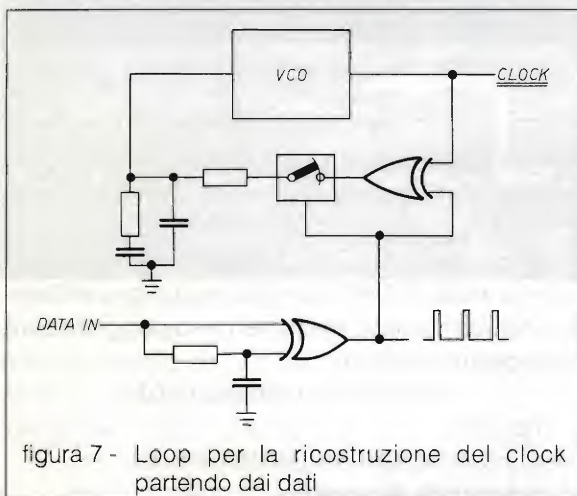 VCO
CLOCK
DATA IN
figura 7 - Loop per la ricostruzione del clock
partendo dai dati